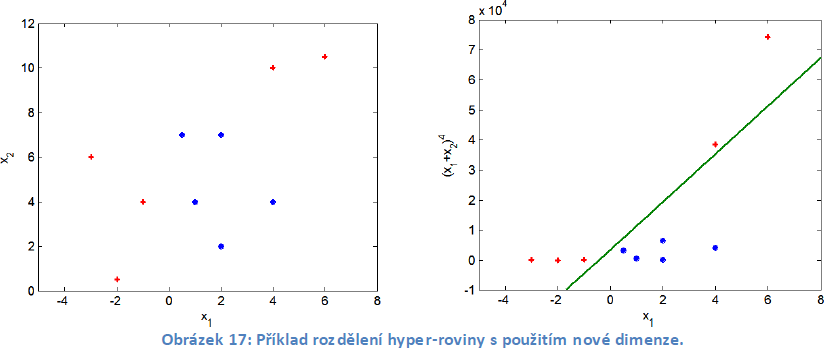 12
10
8
6
4
2
0
x2
-4 -2 0 2 4 6 8
x1
x 10^4
8
7
6
5
4
3
2
1
0
-1
(x1+x2)^4
-4 -2 0 2 4 6 8
x1
Obrázek 17: Příklad rozdělení hyper-roviny s použitím nové dimenze.